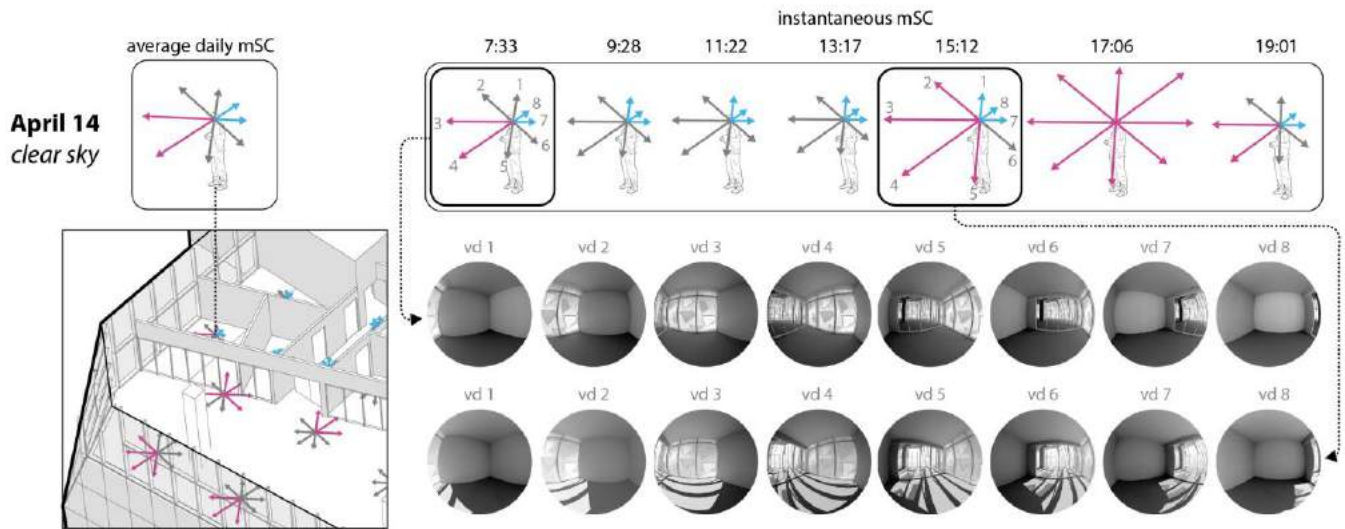 instantaneous mSC
average daily mSC
7:33 9:28 11:22 13:17 15:12 17:06 19:01
April 14
clear sky
1 2 3 4 5 6 7 8
1 2 3 4 5 6 7 8
vd 1 vd 2 vd 3 vd 4 vd 5 vd 6 vd 7 vd 8
vd 1 vd 2 vd 3 vd 4 vd 5 vd 6 vd 7 vd 8